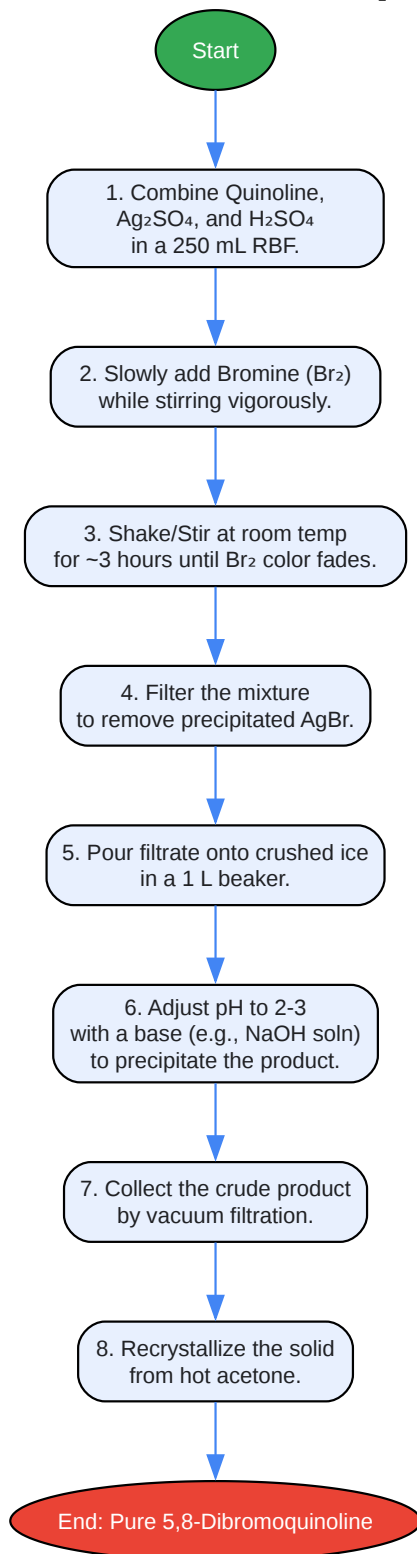 Start
1. Combine Quinoline,
Ag₂SO₄, and H₂SO₄
in a 250 mL RBF.
2. Slowly add Bromine (Br₂)
while stirring vigorously.
3. Shake/Stir at room temp
for ~3 hours until Br₂ color fades.
4. Filter the mixture
to remove precipitated AgBr.
5. Pour filtrate onto crushed ice
in a 1 L beaker.
6. Adjust pH to 2-3
with a base (e.g., NaOH soln)
to precipitate the product.
7. Collect the crude product
by vacuum filtration.
8. Recrystallize the solid
from hot acetone.
End: Pure 5,8-Dibromoquinoline